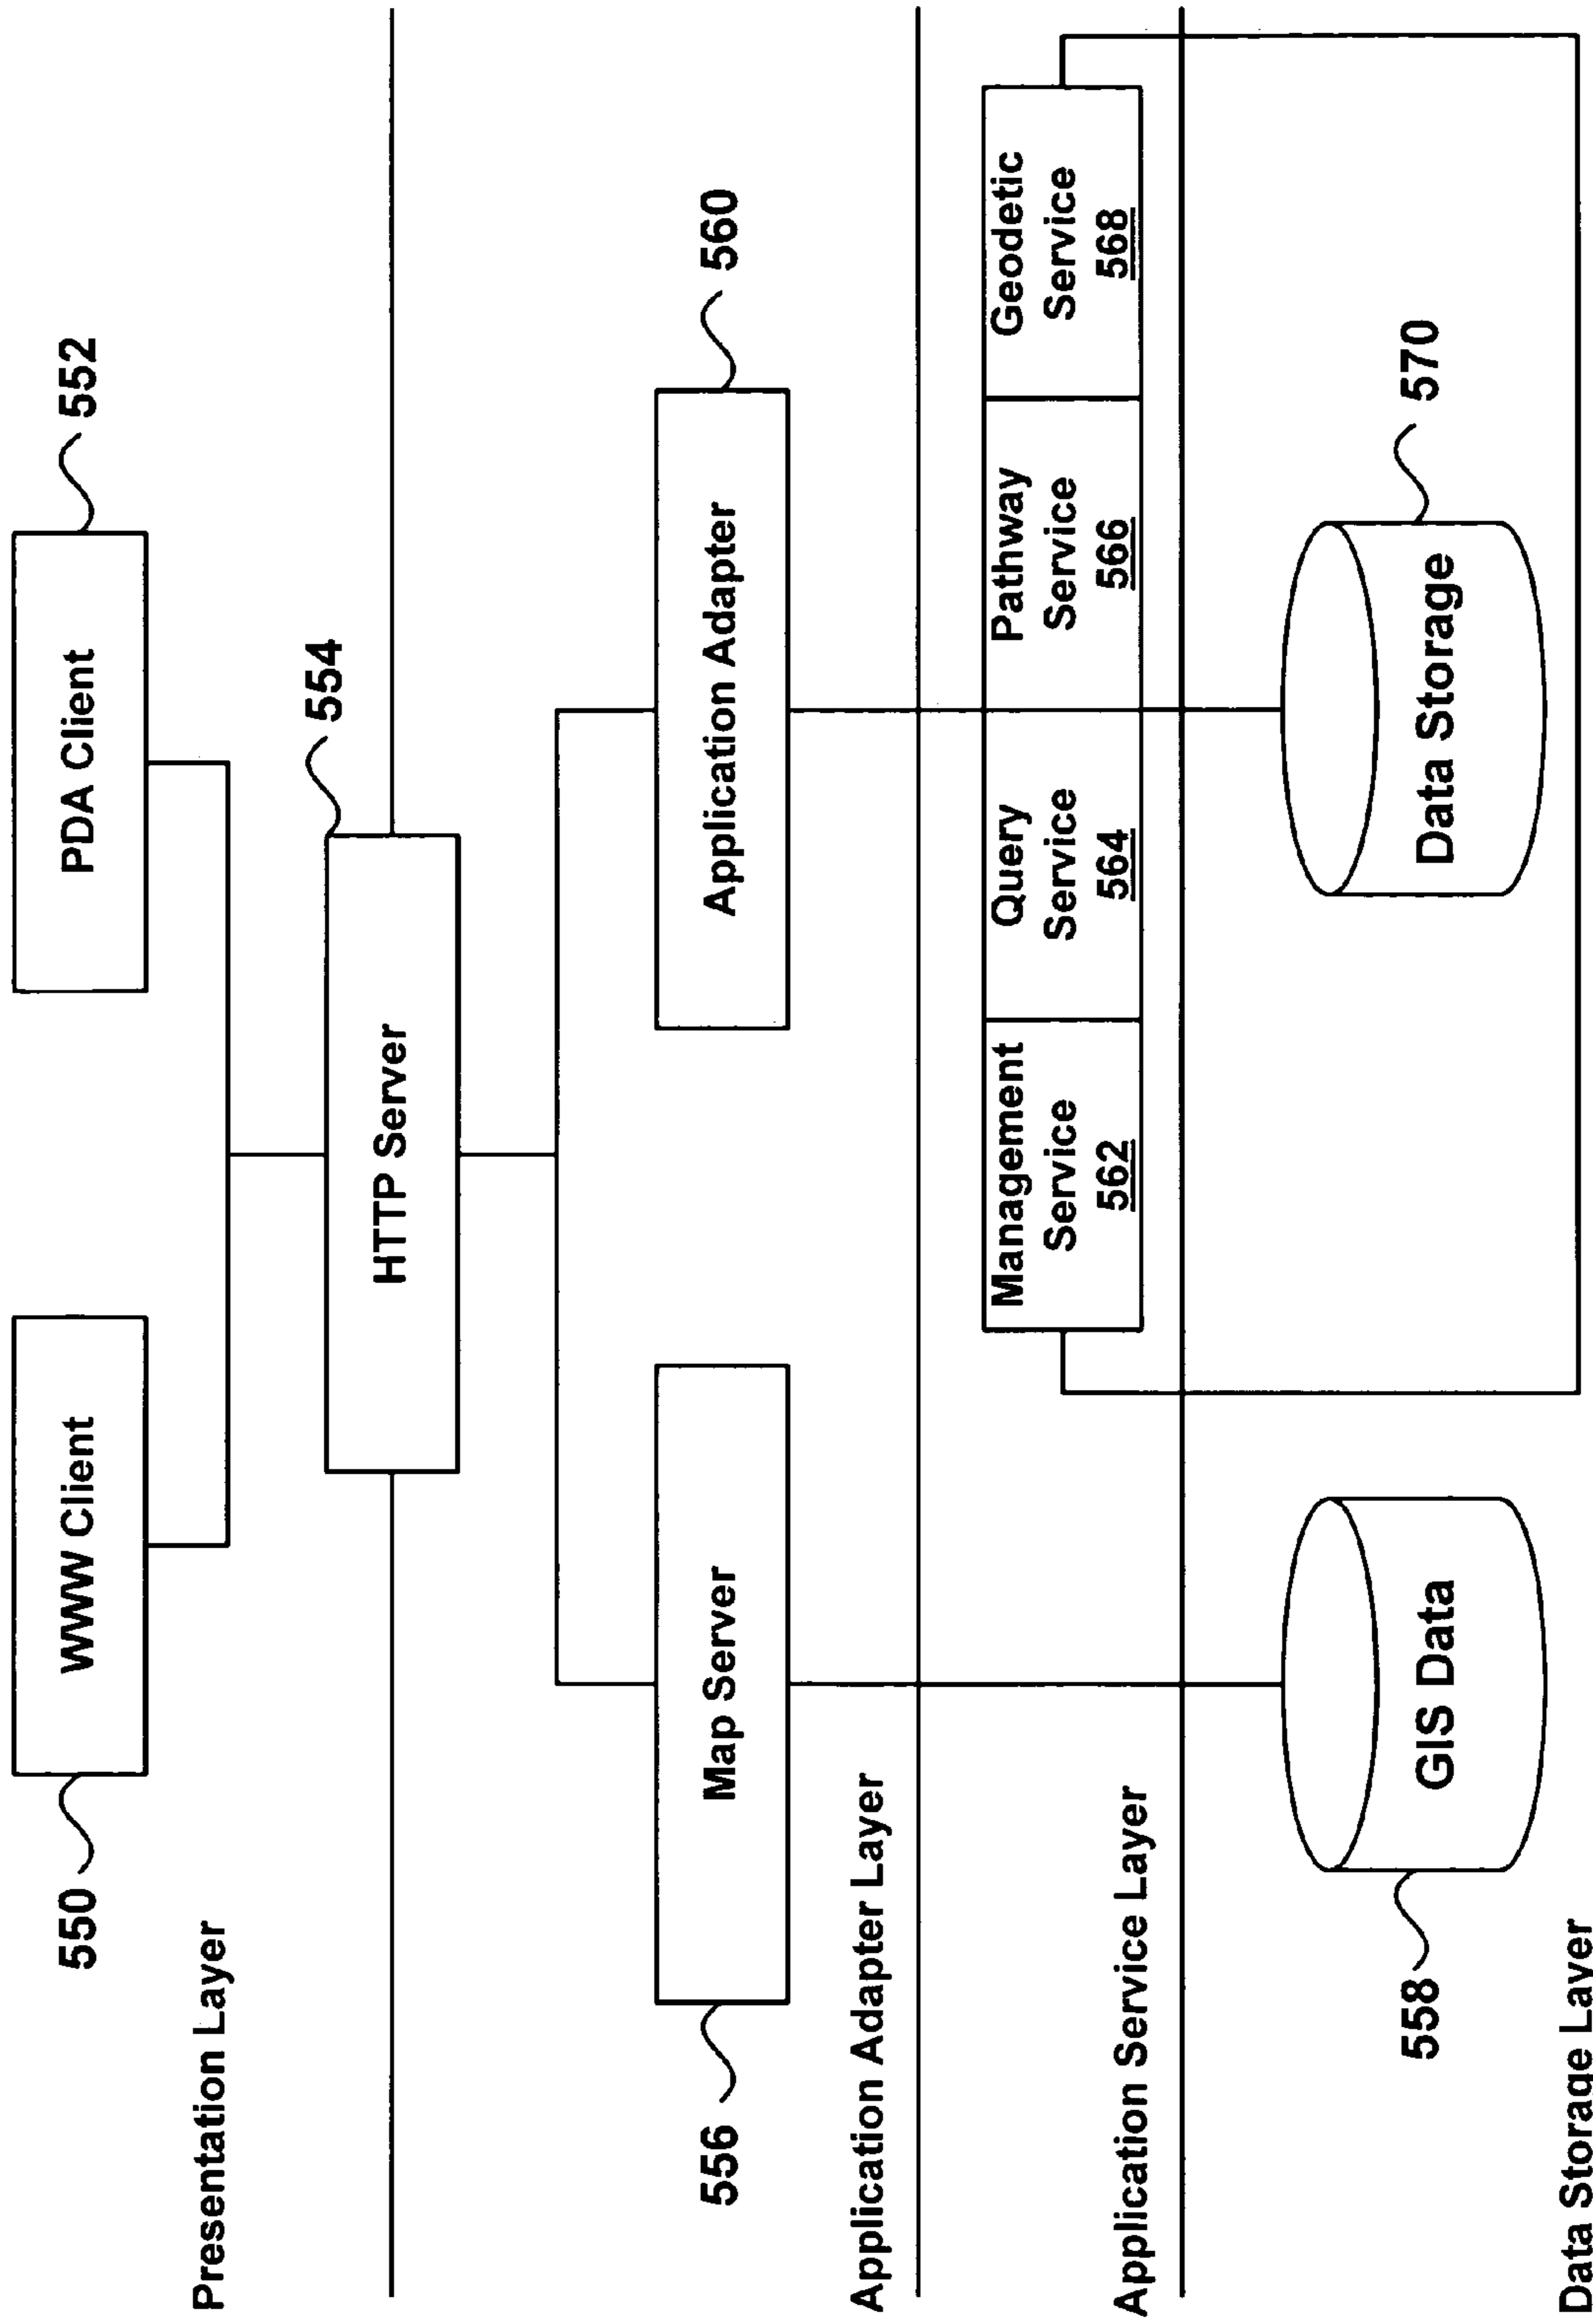 550
WWW Client
PDA Client
552
Presentation Layer
554
HTTP Server
556
Map Server
Application Adapter
560
Application Adapter Layer
Management
Service
562
Query
Service
564
Pathway
Service
566
Geodetic
Service
568
Application Service Layer
558
GIS Data
Data Storage
570
Data Storage Layer